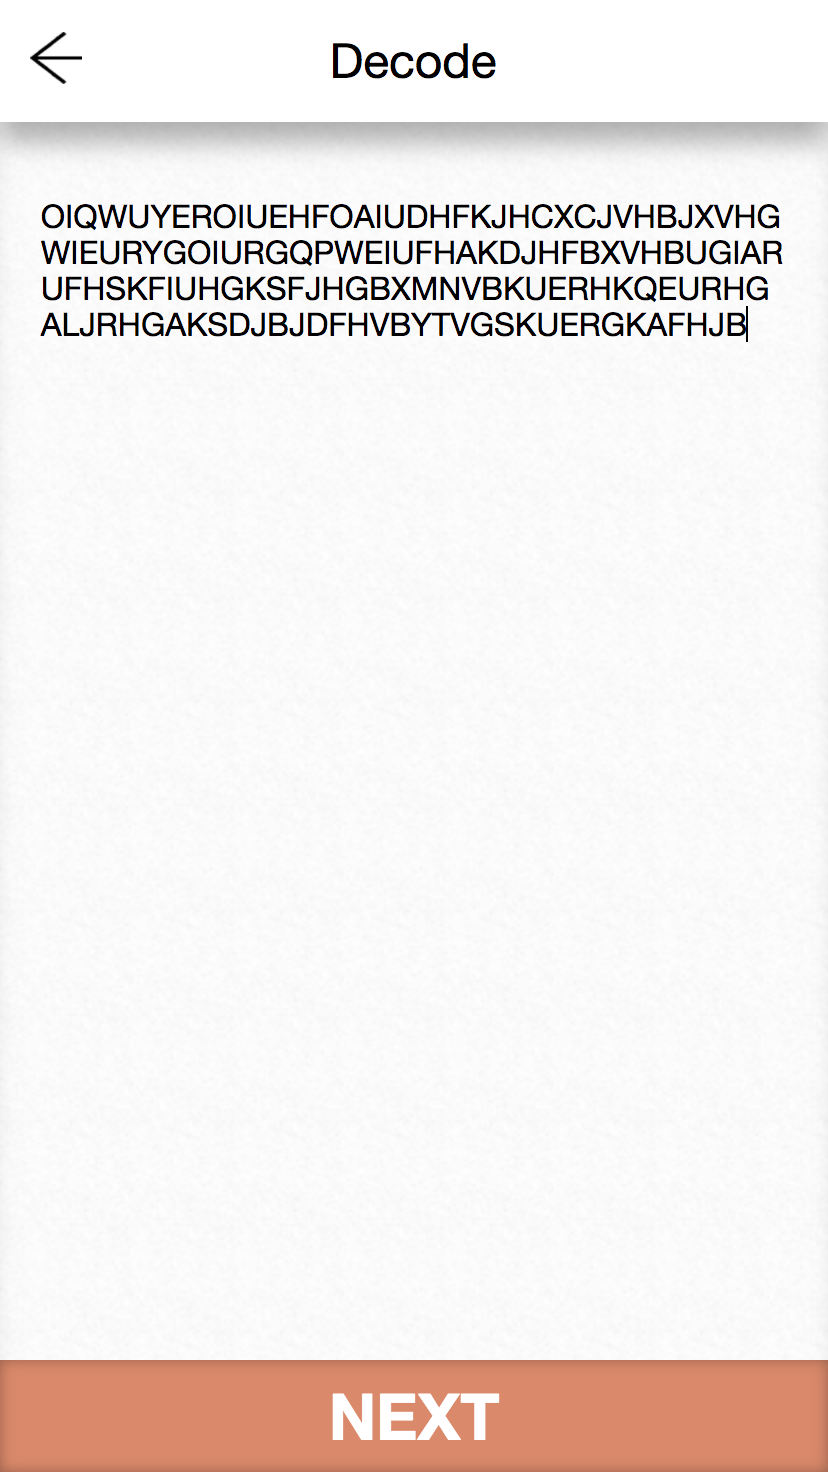 Decode
OIQWUYEROIUEHFOAIUDHFKJHCXCJVHBJXVHG
WIEURYGOIURGQPWEIUFHAKDJHFBXVHBUGIAR
UFHSKFIUHGKSFJHGBXMNVBKUERHKQEURHG
ALJRHGAKSDJBJDFHVBYTVGSKUERGKAFHJB
NEXT